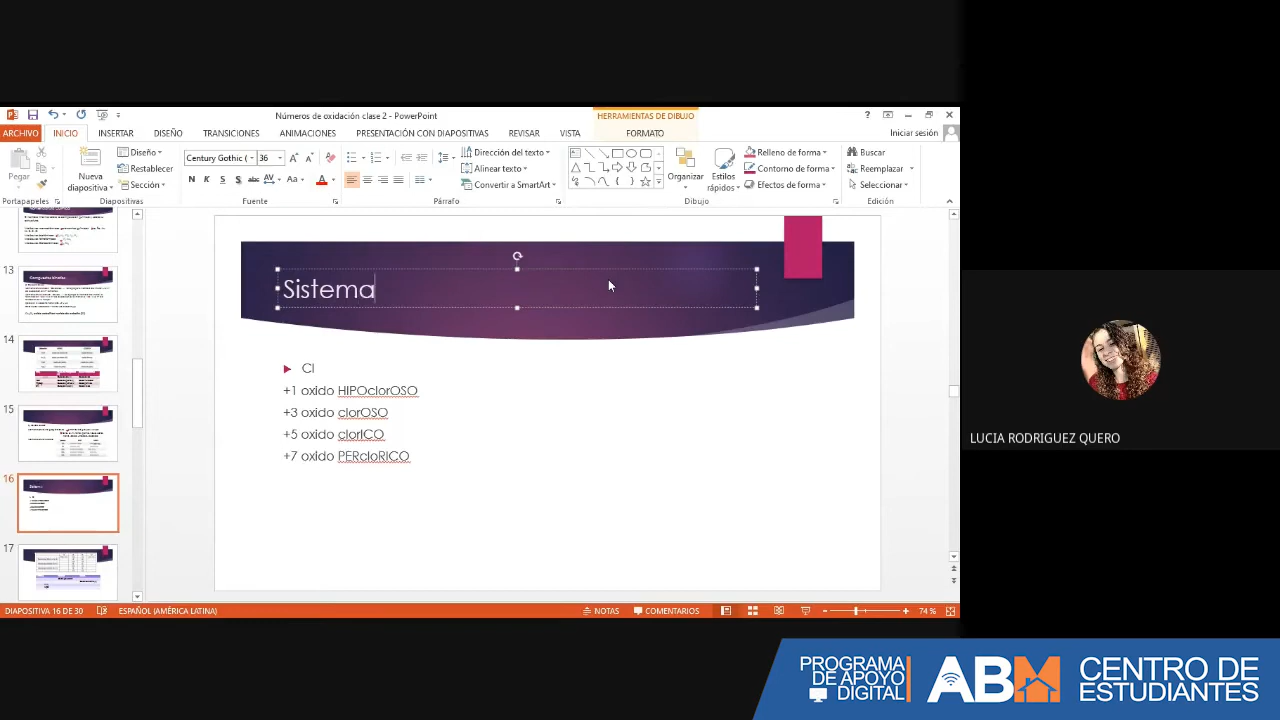 Números de oxidación clase 2 - PowerPoint
HERRAMIENTAS DE DIBUJO
ARCHIVO INICIO INSERTAR DISEÑO TRANSICIONES ANIMACIONES PRESENTACIÓN CON DIAPOSITIVAS REVISAR VISTA FORMATO Iniciar sesión
Pegar
Nueva diapositiva
Diseño
Restablecer
Sección
Century Gothic ( 36
N K S S abc AV Aa A
Dirección del texto
Alinear texto
Convertir a SmartArt
Organizar
Estilos rápidos
Relleno de forma
Contorno de forma
Efectos de forma
Buscar
Reemplazar
Seleccionar
Portapapeles Diapositivas Fuente Párrafo Dibujo Edición
13
14
15
16
17
Sistema
Cl
+1 oxido HIPOclorOSO
+3 oxido clorOSO
+5 oxido clorICO
+7 oxido PERcloRICO
LUCIA RODRIGUEZ QUERO
DIAPOSITIVA 16 DE 30 ESPAÑOL (AMÉRICA LATINA) NOTAS COMENTARIOS 74 %
PROGRAMA
DE APOYO
DIGITAL
ABM
CENTRO DE
ESTUDIANTES